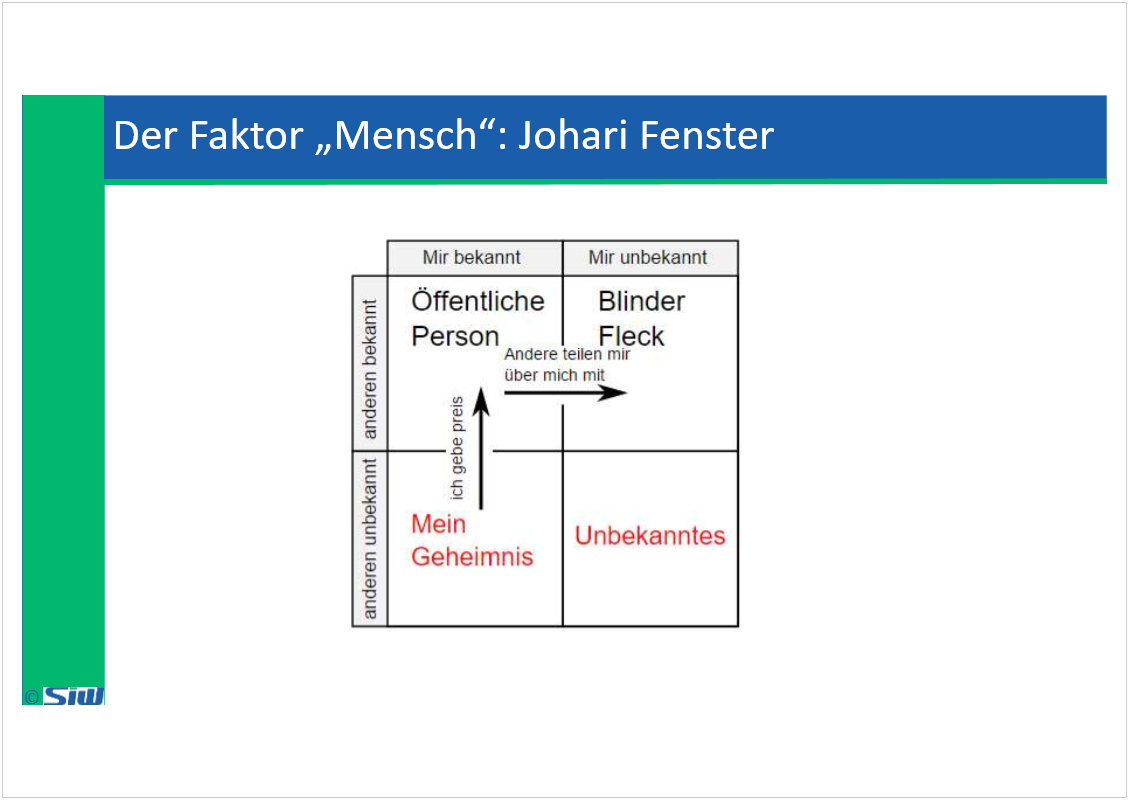 Der Faktor „Mensch“: Johari Fenster
Mir bekannt
Mir unbekannt
anderen bekannt
Öffentliche
Person
Blinder
Fleck
Andere teilen mir
über mich mit
ich gebe preis
anderen unbekannt
Mein
Geheimnis
Unbekanntes
© SiW